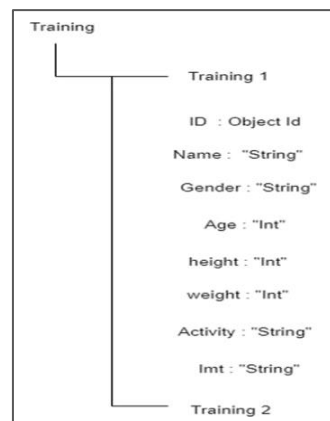 Training
Training 1
ID : Object Id
Name : "String"
Gender : "String"
Age : "Int"
height : "Int"
weight : "Int"
Activity : "String"
Imt : "String"
Training 2